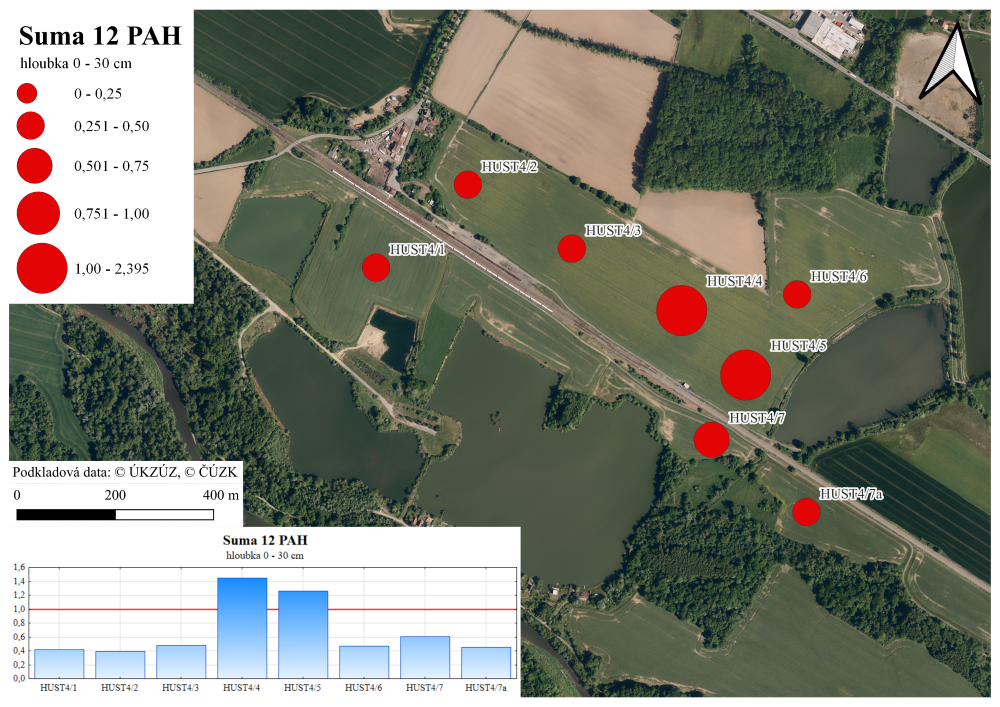 Suma 12 PAH
hloubka 0 - 30 cm
0 - 0,25
0,251 - 0,50
0,501 - 0,75
0,751 - 1,00
1,00 - 2,395
HUST4/2
HUST4/3
HUST4/1
HUST4/6
HUST4/4
HUST4/5
HUST4/7
HUST4/7a
Podkladová data: © ÚKZÚZ, © ČÚZK
0 200 400 m
Suma 12 PAH
hloubka 0 - 30 cm
1,6
1,4
1,2
1,0
0,8
0,6
0,4
0,2
0,0
HUST4/1 HUST4/2 HUST4/3 HUST4/4 HUST4/5 HUST4/6 HUST4/7 HUST4/7a